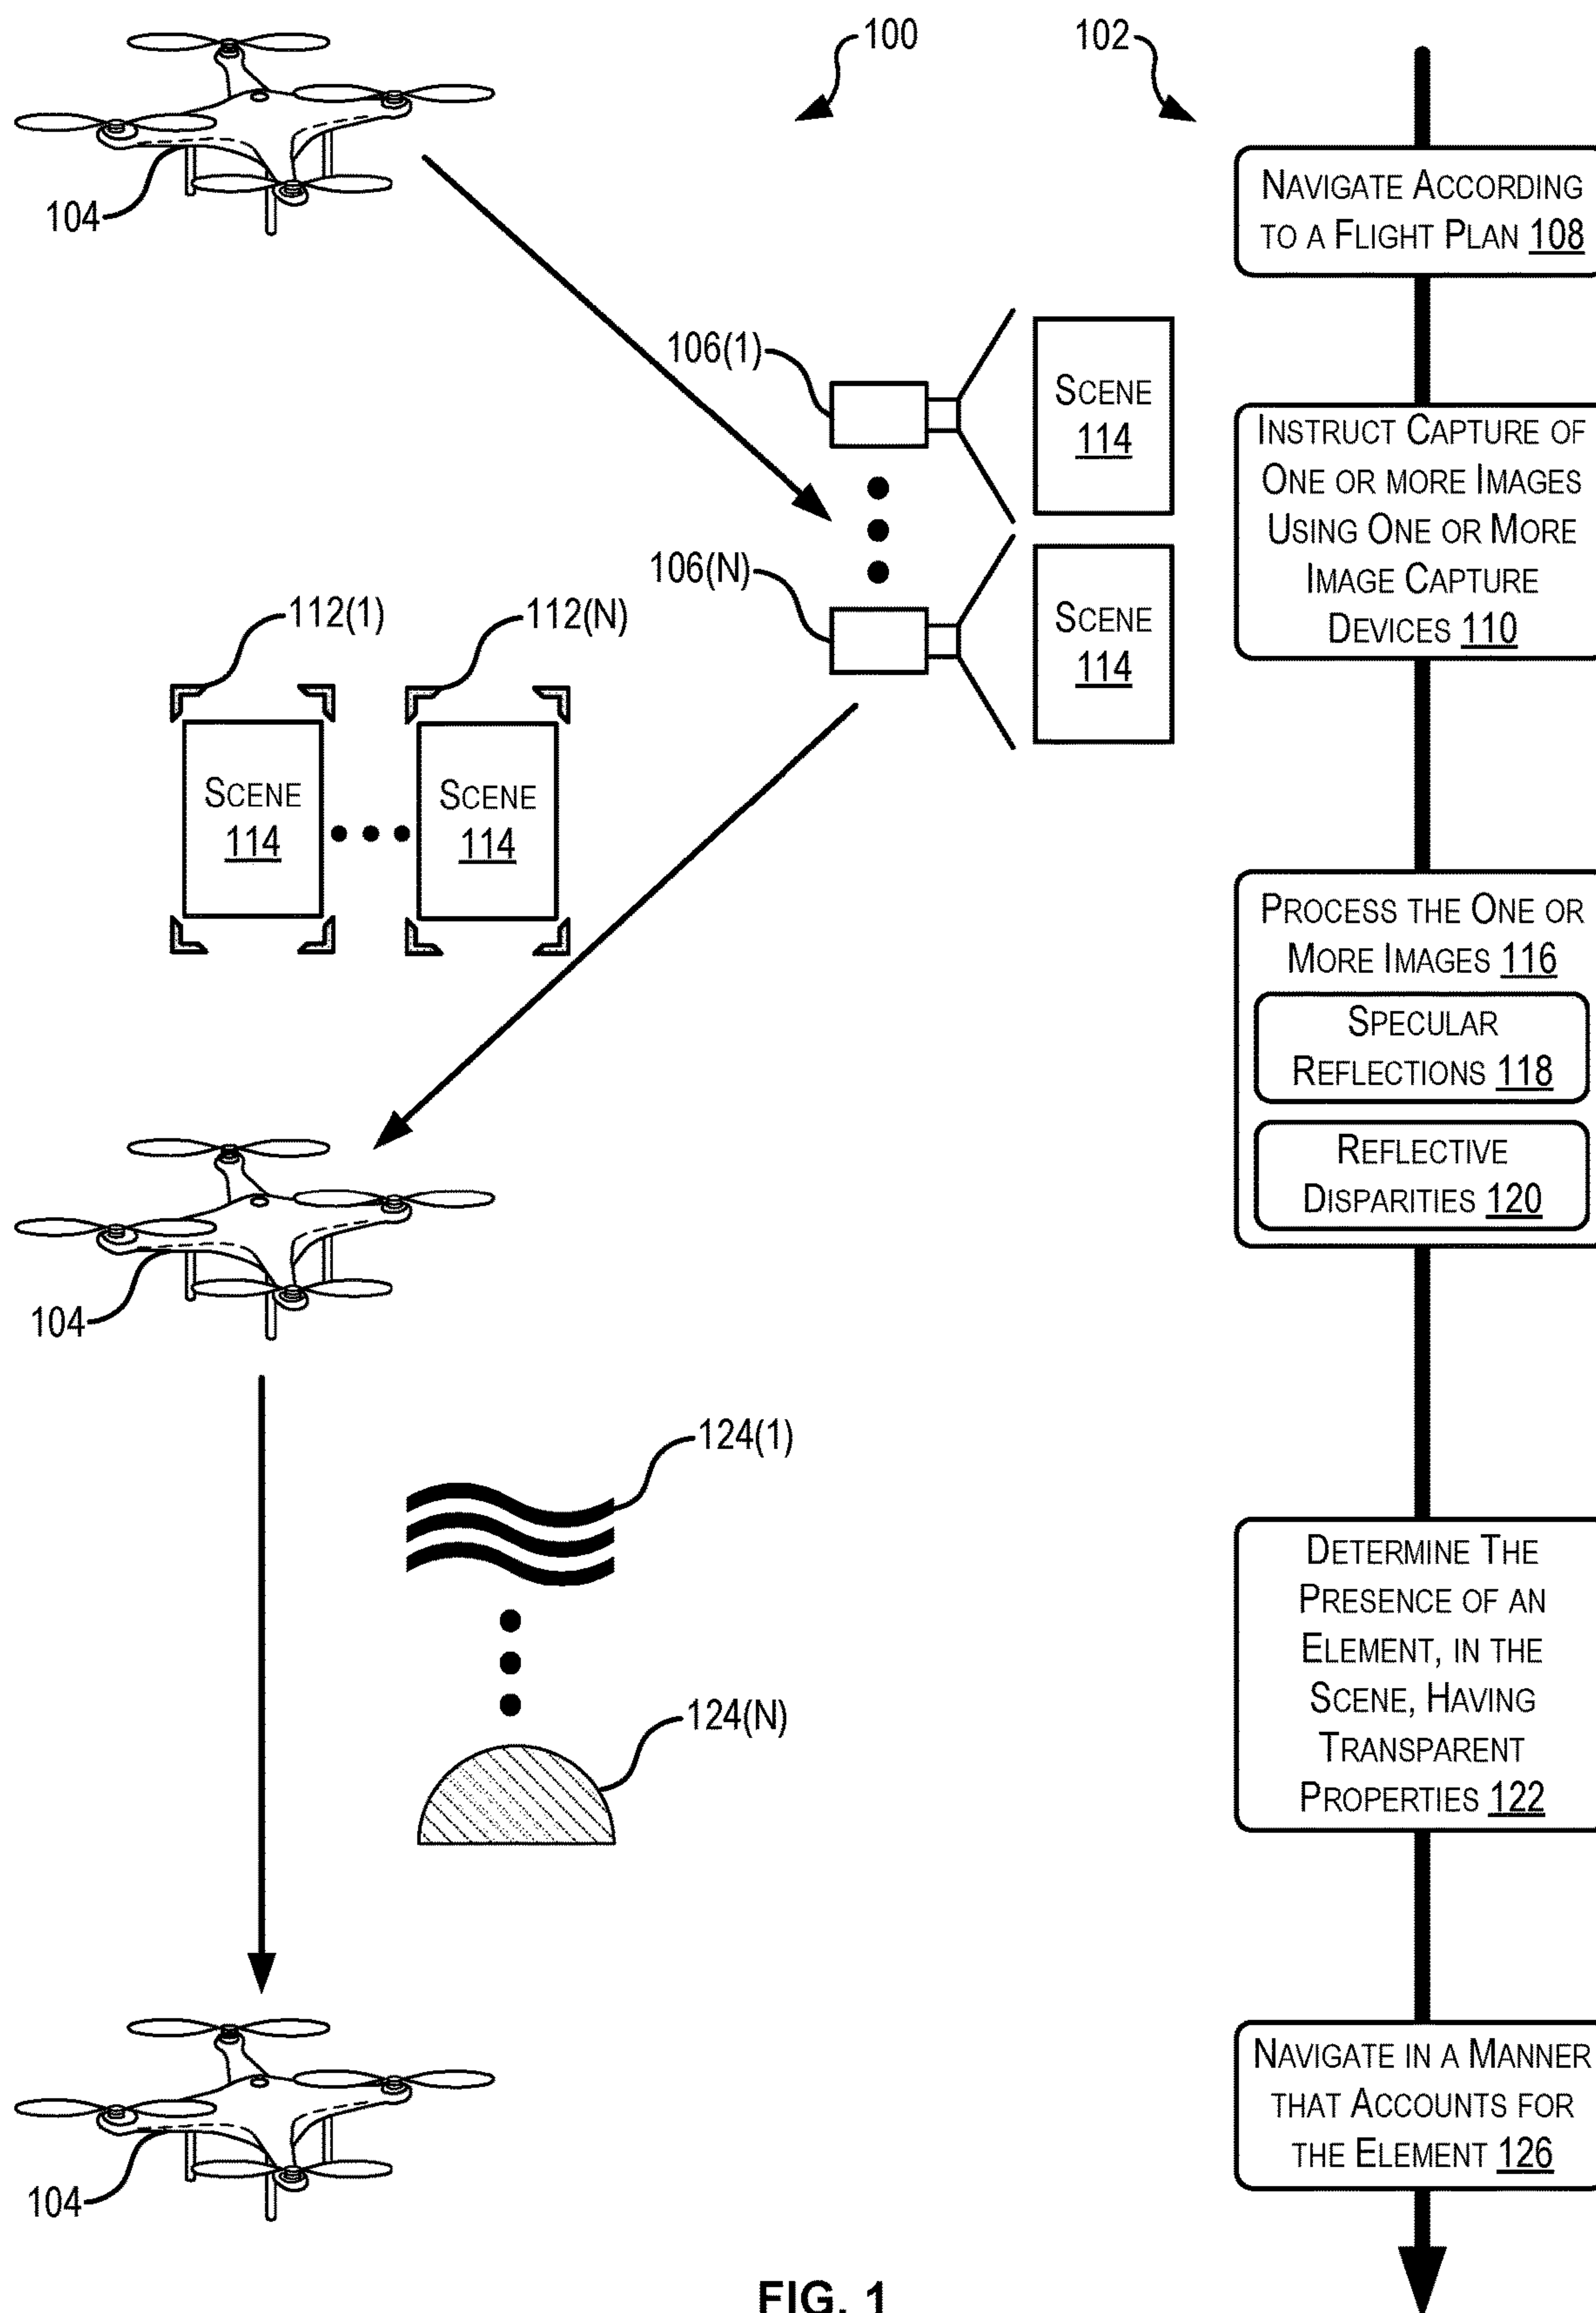 100
102
104
NAVIGATE ACCORDING
TO A FLIGHT PLAN 108
106(1)
SCENE
114
INSTRUCT CAPTURE OF
ONE OR MORE IMAGES
USING ONE OR MORE
IMAGE CAPTURE
DEVICES 110
106(N)
SCENE
114
112(1)
112(N)
SCENE
114
SCENE
114
PROCESS THE ONE OR
MORE IMAGES 116
SPECULAR
REFLECTIONS 118
REFLECTIVE
DISPARITIES 120
104
124(1)
124(N)
DETERMINE THE
PRESENCE OF AN
ELEMENT, IN THE
SCENE, HAVING
TRANSPARENT
PROPERTIES 122
NAVIGATE IN A MANNER
THAT ACCOUNTS FOR
THE ELEMENT 126
104
FIG. 1